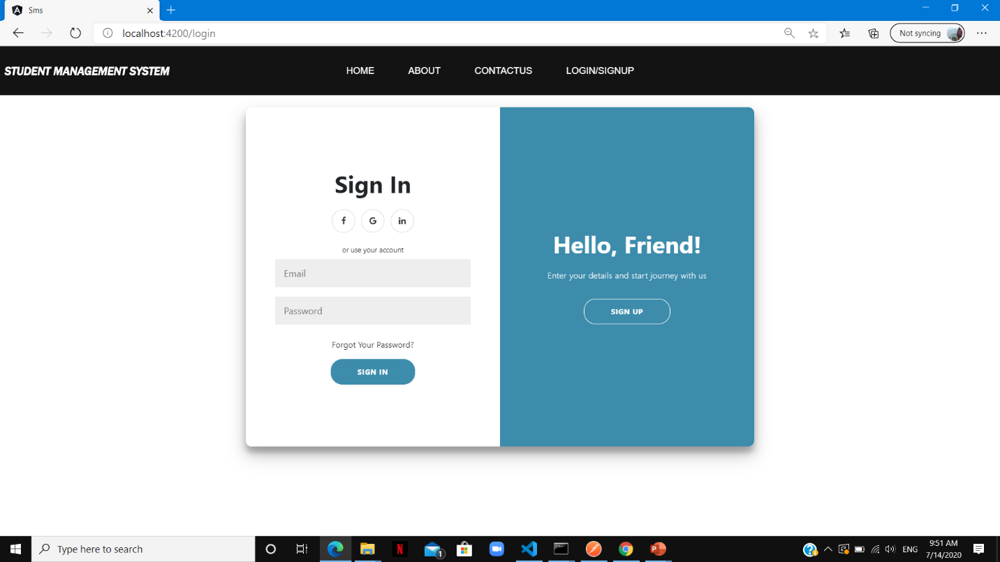 Sms
localhost:4200/login
Not syncing
STUDENT MANAGEMENT SYSTEM
HOME
ABOUT
CONTACTUS
LOGIN/SIGNUP
Sign In
f
G
in
or use your account
Email
Password
Forgot Your Password?
SIGN IN
Hello, Friend!
Enter your details and start journey with us
SIGN UP
Type here to search
1
ENG
9:51 AM
7/14/2020